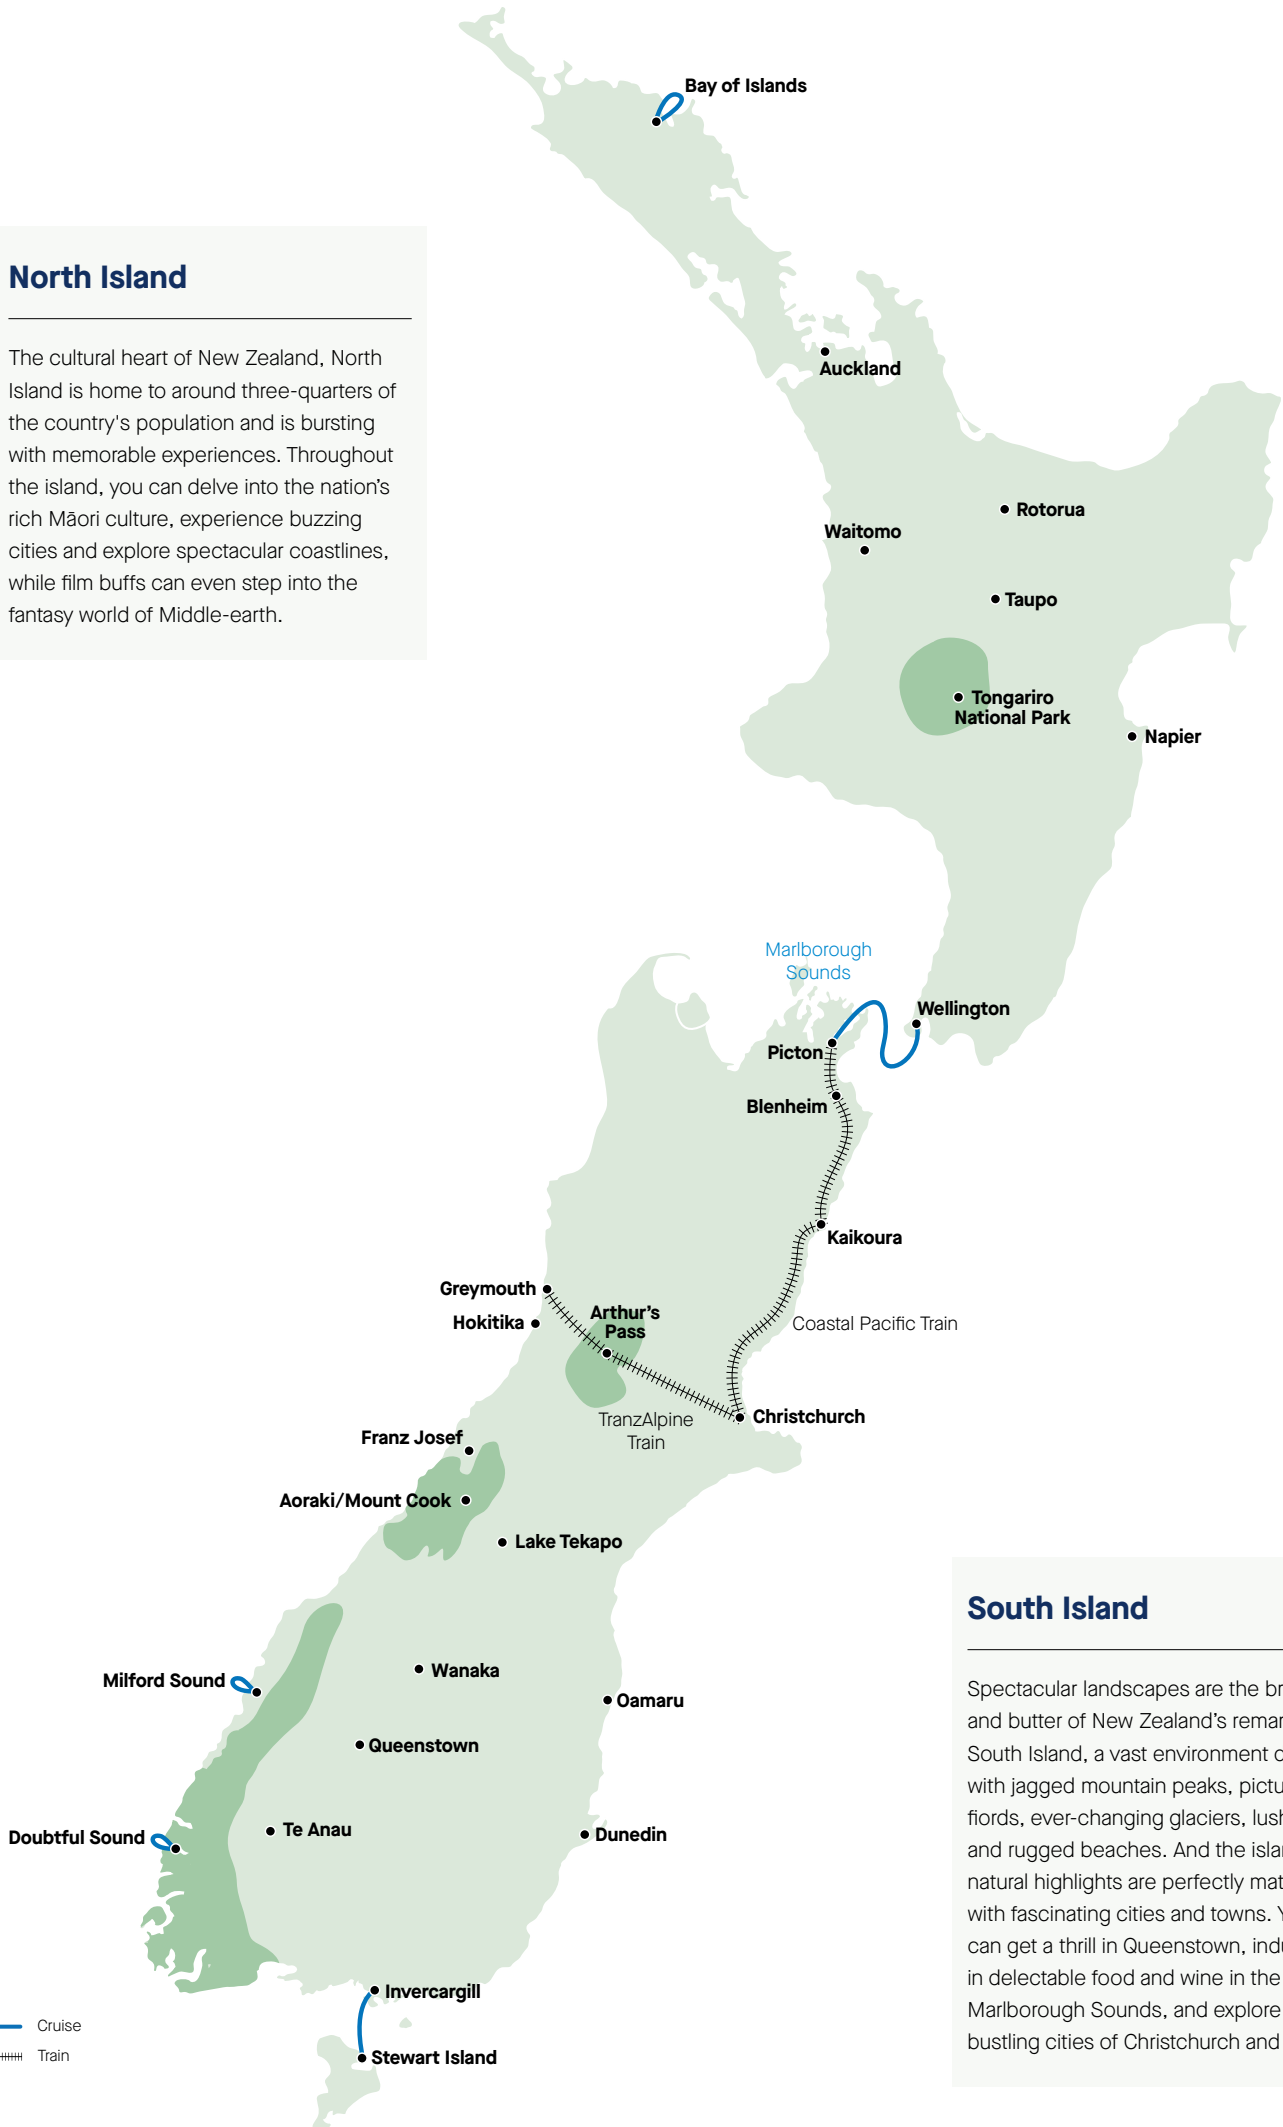 Bay of Islands
North Island
The cultural heart of New Zealand, North
Island is home to around three-quarters of
the country's population and is bursting
with memorable experiences. Throughout
the island, you can delve into the nation’s
rich Māori culture, experience buzzing
cities and explore spectacular coastlines,
while film buffs can even step into the
fantasy world of Middle-earth.
Auckland
Rotorua
Waitomo
Taupo
Tongariro
National Park
Napier
Marlborough
Sounds
Wellington
Picton
Blenheim
Kaikoura
Greymouth
Hokitika
Arthur’s
Pass
Coastal Pacific Train
Christchurch
TranzAlpine
Train
Franz Josef
Aoraki/Mount Cook
Lake Tekapo
Milford Sound
Wanaka
Oamaru
Queenstown
Te Anau
Doubtful Sound
Dunedin
Invercargill
Stewart Island
Cruise
Train
South Island
Spectacular landscapes are the br
and butter of New Zealand’s remar
South Island, a vast environment
with jagged mountain peaks, pictu
fiords, ever-changing glaciers, lush
and rugged beaches. And the islan
natural highlights are perfectly mat
with fascinating cities and towns.
can get a thrill in Queenstown, indu
in delectable food and wine in the
Marlborough Sounds, and explore
bustling cities of Christchurch and